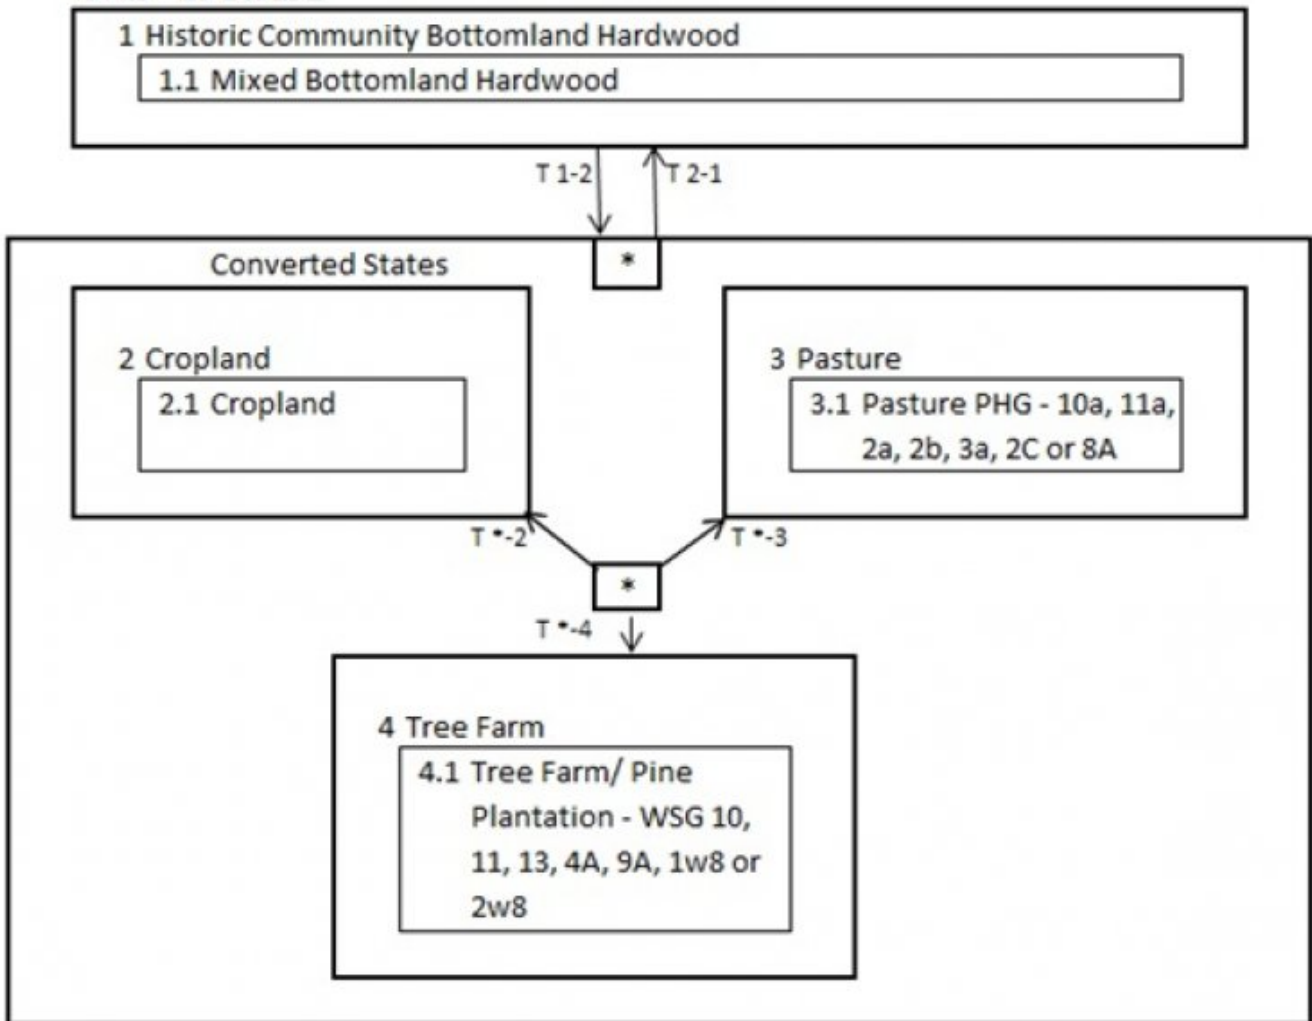 1 Historic Community Bottomland Hardwood
1.1 Mixed Bottomland Hardwood
T 1-2
T 2-1
Converted States
*
2 Cropland
2.1 Cropland
3 Pasture
3.1 Pasture PHG - 10a, 11a,
2a, 2b, 3a, 2C or 8A
T *-2
T *-3
*
T *-4
4 Tree Farm
4.1 Tree Farm/ Pine
Plantation - WSG 10,
11, 13, 4A, 9A, 1w8 or
2w8